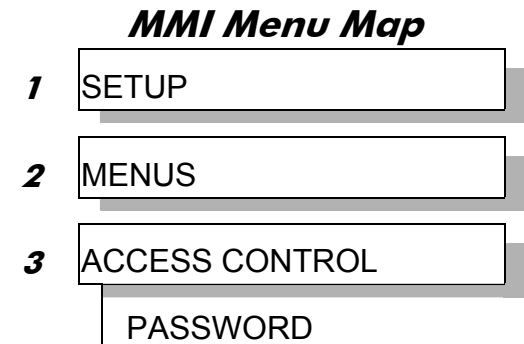 MMI Menu Map
1 SETUP
2 MENUS
3 ACCESS CONTROL
PASSWORD